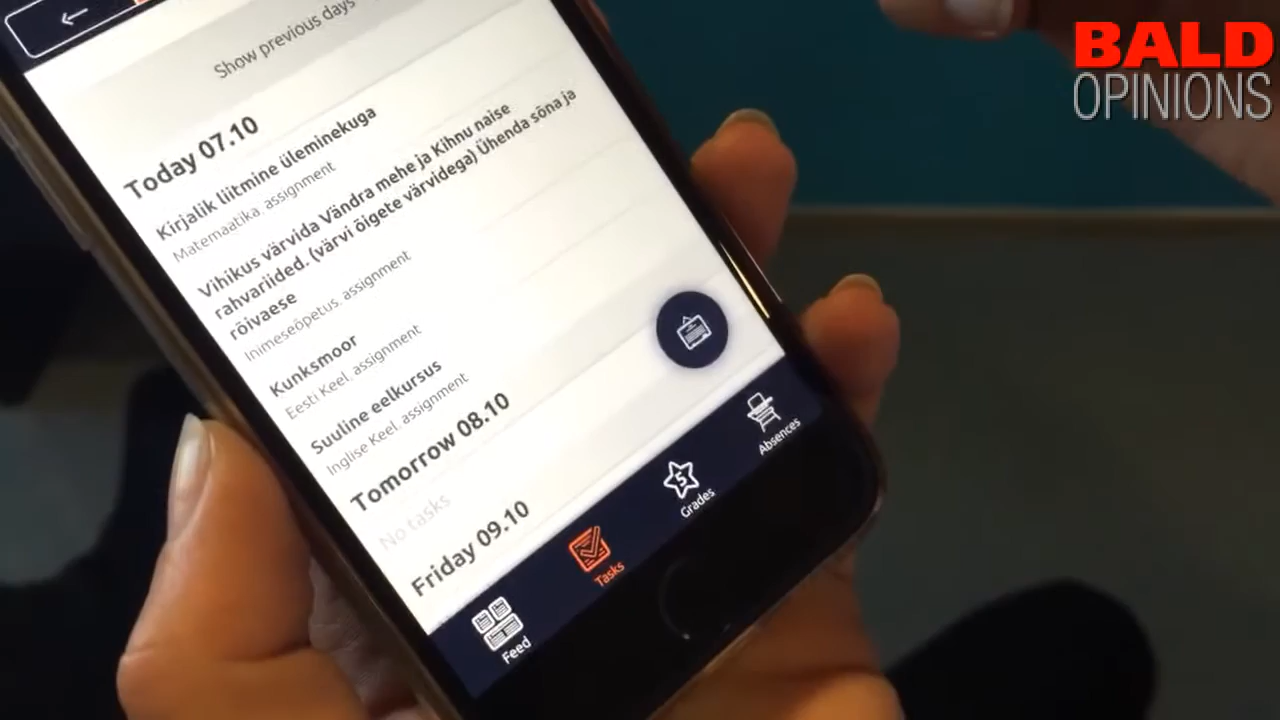 BALD
OPINIONS
Show previous days
Today 07.10
Kirjalik liitmine üleminekuga
Matemaatika, assignment
Vihikus värvida Vändra mehe ja Kihnu naise
rahvariided. (värvi õigete värvidega) Ühenda sõna ja
rõivaese
Inimeseõpetus, assignment
Kunksmoor
Eesti Keel, assignment
Suuline eelkursus
Inglise Keel, assignment
Tomorrow 08.10
No tasks
Friday 09.10
Feed
Tasks
5
Grades
Absences